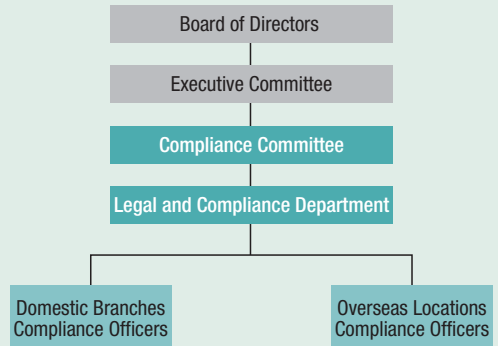 Board of Directors
Executive Committee
Compliance Committee
Legal and Compliance Department
Domestic Branches
Compliance Officers
Overseas Locations
Compliance Officers